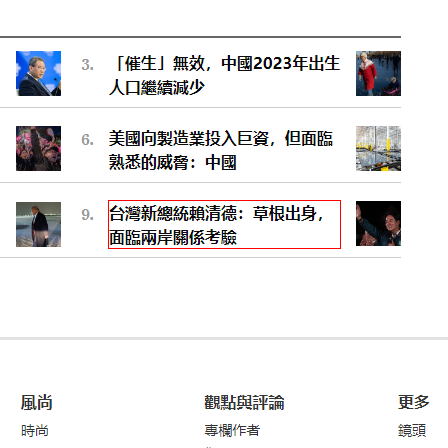 3.
「催生」無效，中國2023年出生
人口繼續減少
6.
美國向製造業投入巨資，但面臨
熟悉的威脅：中國
9.
台灣新總統賴清德：草根出身，
面臨兩岸關係考驗
風尚
觀點與評論
更多
時尚
專欄作者
鏡頭